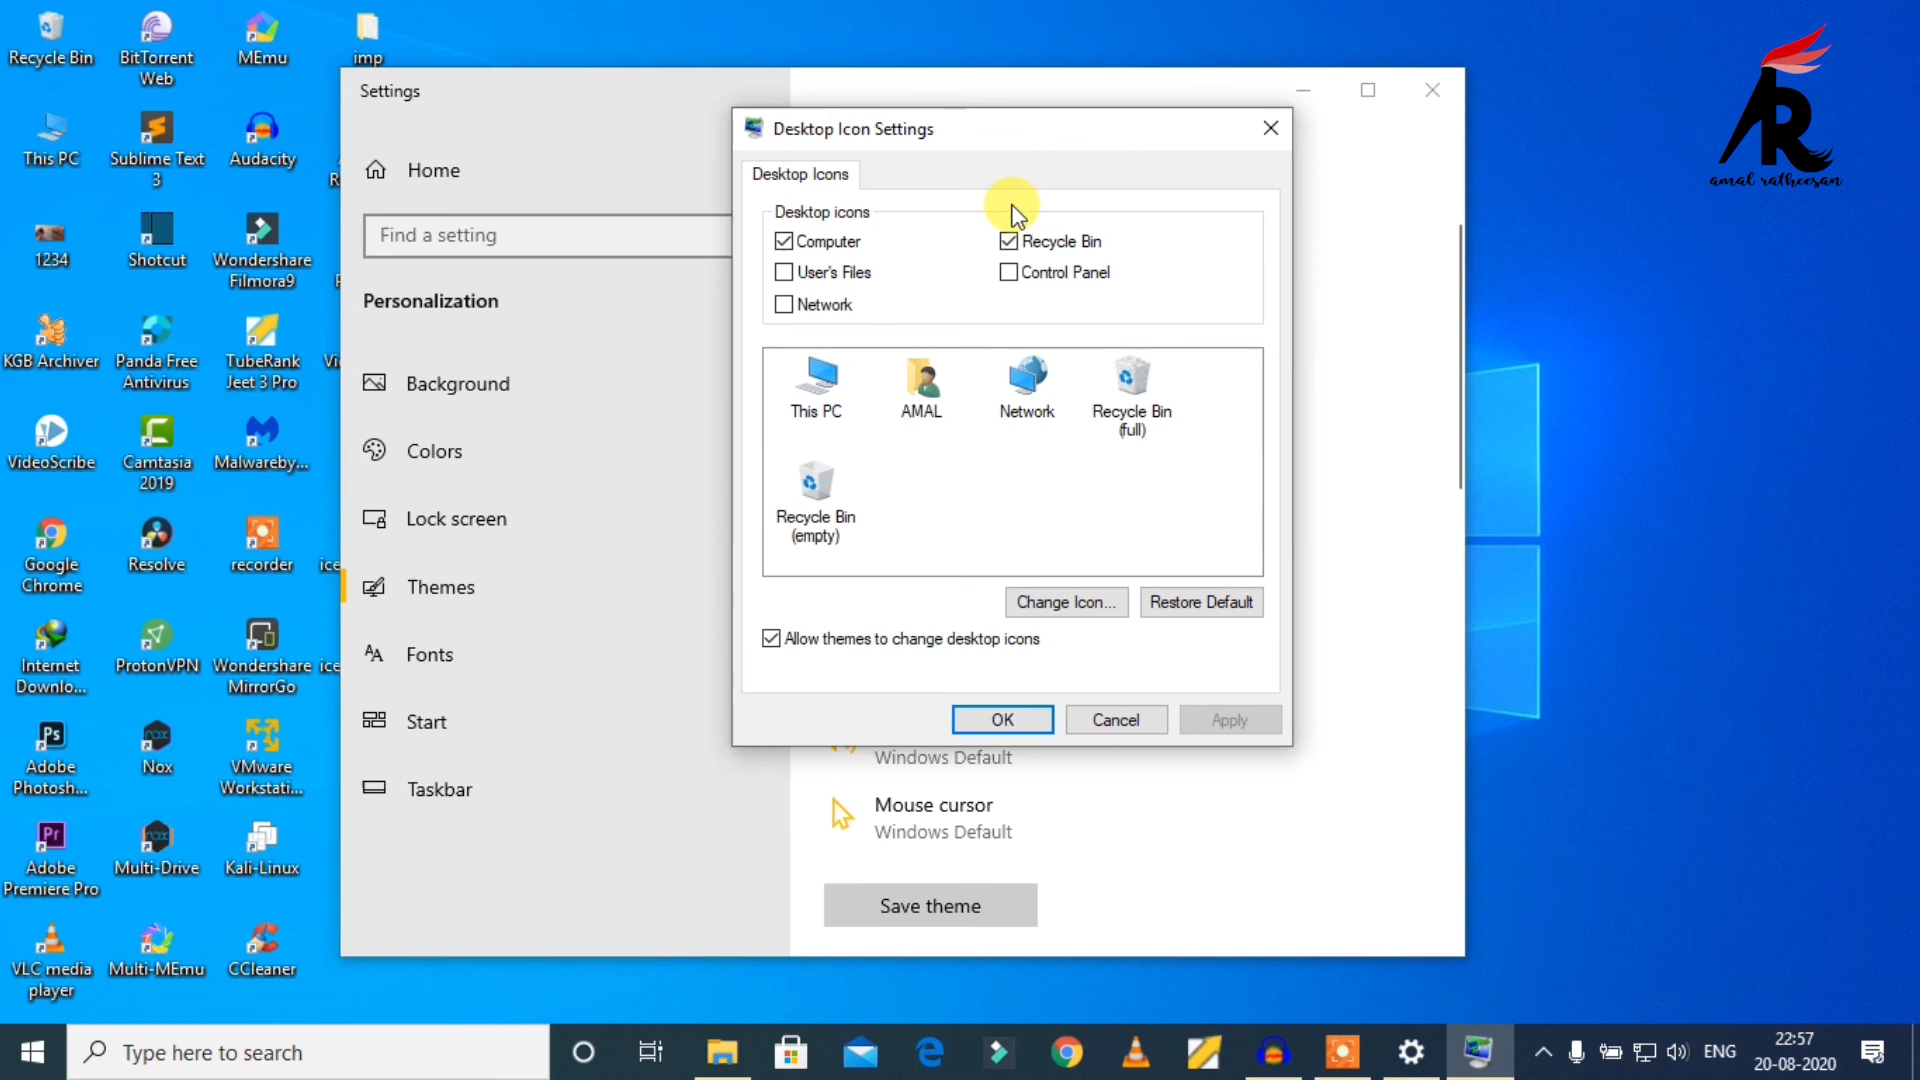 Recycle Bin
BitTorrent
Web
MEmu
imp
This PC
Sublime Text
3
Audacity
1234
Shotcut
Wondershare
Filmora9
KGB Archiver
Panda Free
Antivirus
TubeRank
Jeet 3 Pro
VideoScribe
Camtasia
2019
Malwareby...
Google
Chrome
Resolve
recorder
ice
Internet
Downlo...
ProtonVPN
Wondershare
MirrorGo
ice
Adobe
Photosh...
Nox
VMware
Workstati...
Adobe
Premiere Pro
Multi-Drive
Kali-Linux
VLC media
player
Multi-MEmu
CCleaner
Settings
Home
Find a setting
Personalization
Background
Colors
Lock screen
Themes
Fonts
Start
Taskbar
Desktop Icon Settings
Desktop Icons
Desktop icons
Computer
Recycle Bin
User's Files
Control Panel
Network
This PC
AMAL
Network
Recycle Bin
(full)
Recycle Bin
(empty)
Change Icon...
Restore Default
Allow themes to change desktop icons
OK
Cancel
Apply
Windows Default
Mouse cursor
Windows Default
Save theme
AR
amal ratheesan
Type here to search
ENG
22:57
20-08-2020